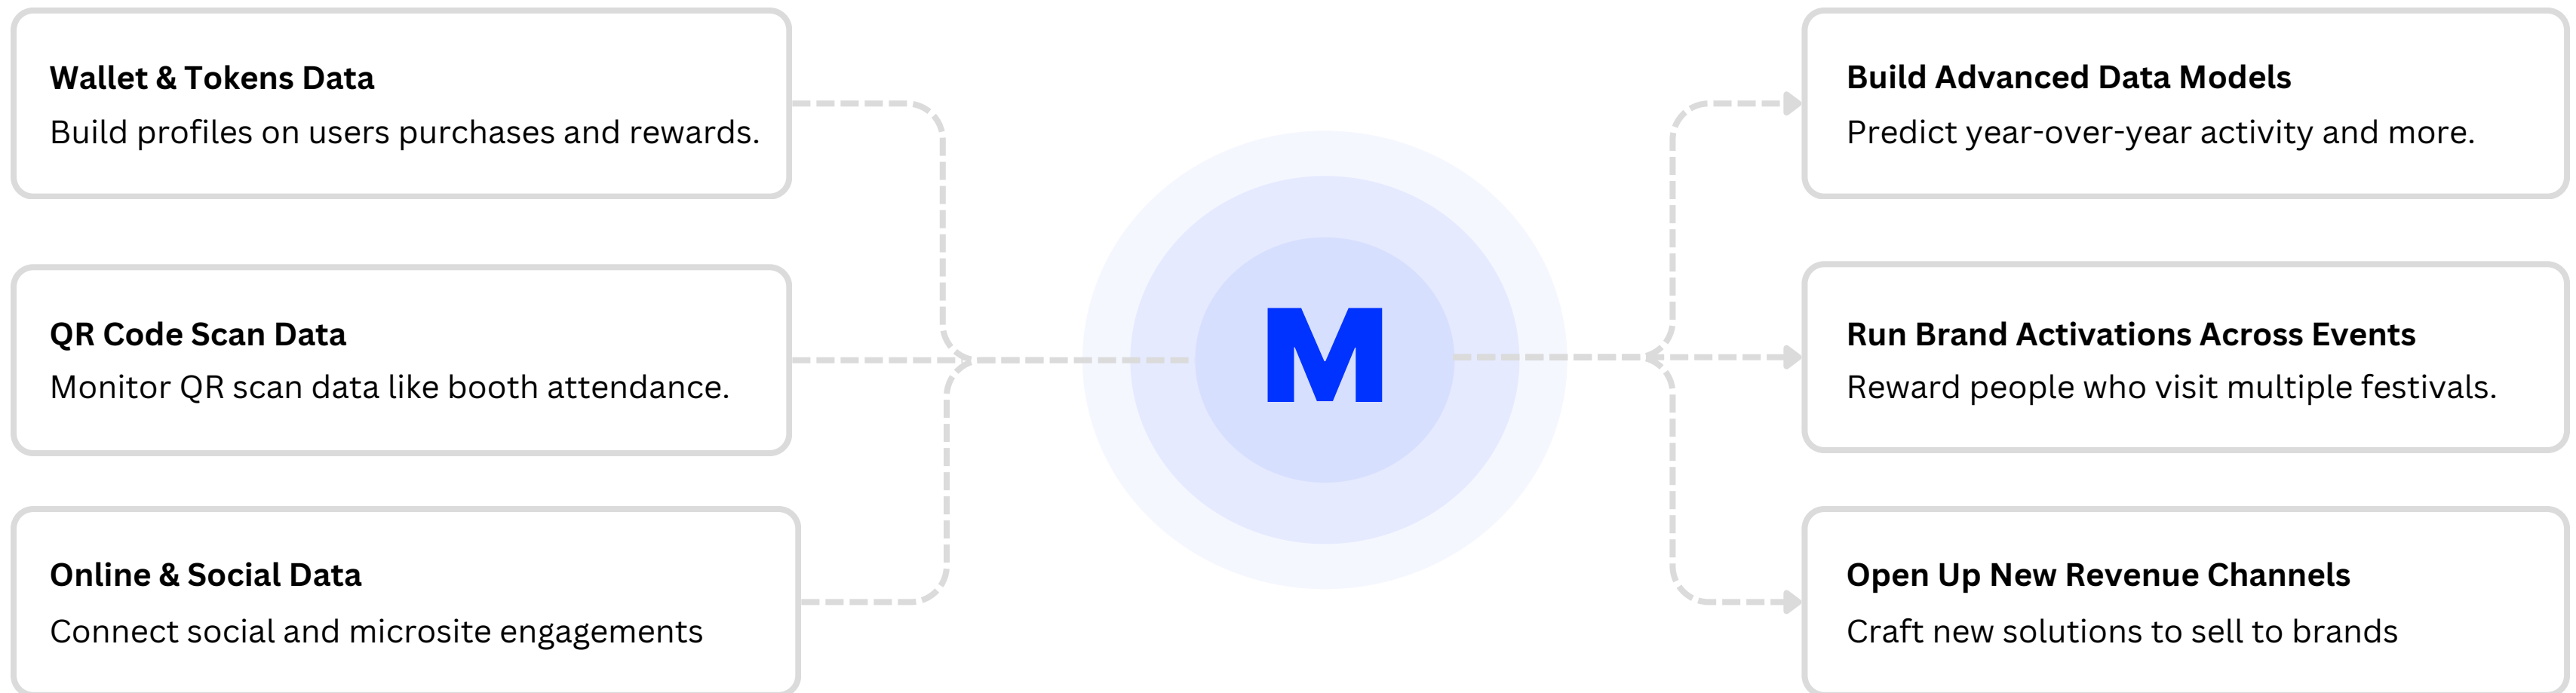 Wallet & Tokens Data
Build profiles on users purchases and rewards.
QR Code Scan Data
Monitor QR scan data like booth attendance.
Online & Social Data
Connect social and microsite engagements
M
Build Advanced Data Models
Predict year-over-year activity and more.
Run Brand Activations Across Events
Reward people who visit multiple festivals.
Open Up New Revenue Channels
Craft new solutions to sell to brands